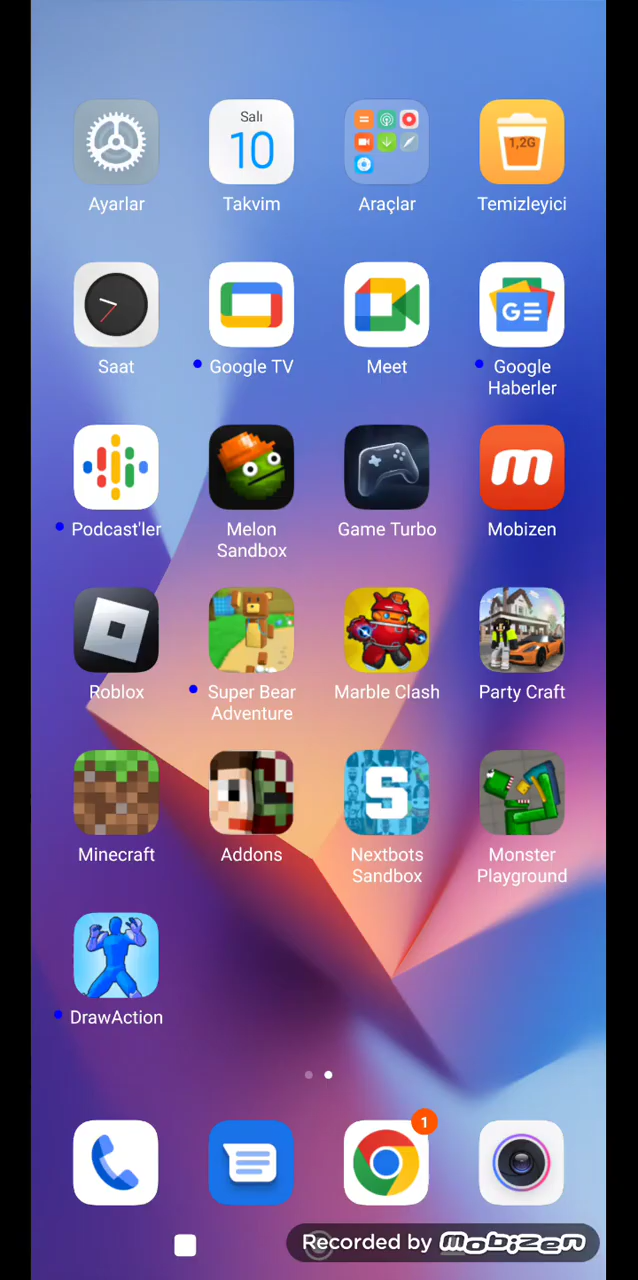 Salı
10
1,2G
Ayarlar
Takvim
Araçlar
Temizleyici
GE
Saat
Google TV
Meet
Google
Haberler
m
Podcast'ler
Melon
Sandbox
Game Turbo
Mobizen
Roblox
Super Bear
Adventure
Marble Clash
Party Craft
S
Minecraft
Addons
Nextbots
Sandbox
Monster
Playground
DrawAction
1
Recorded by mobizen